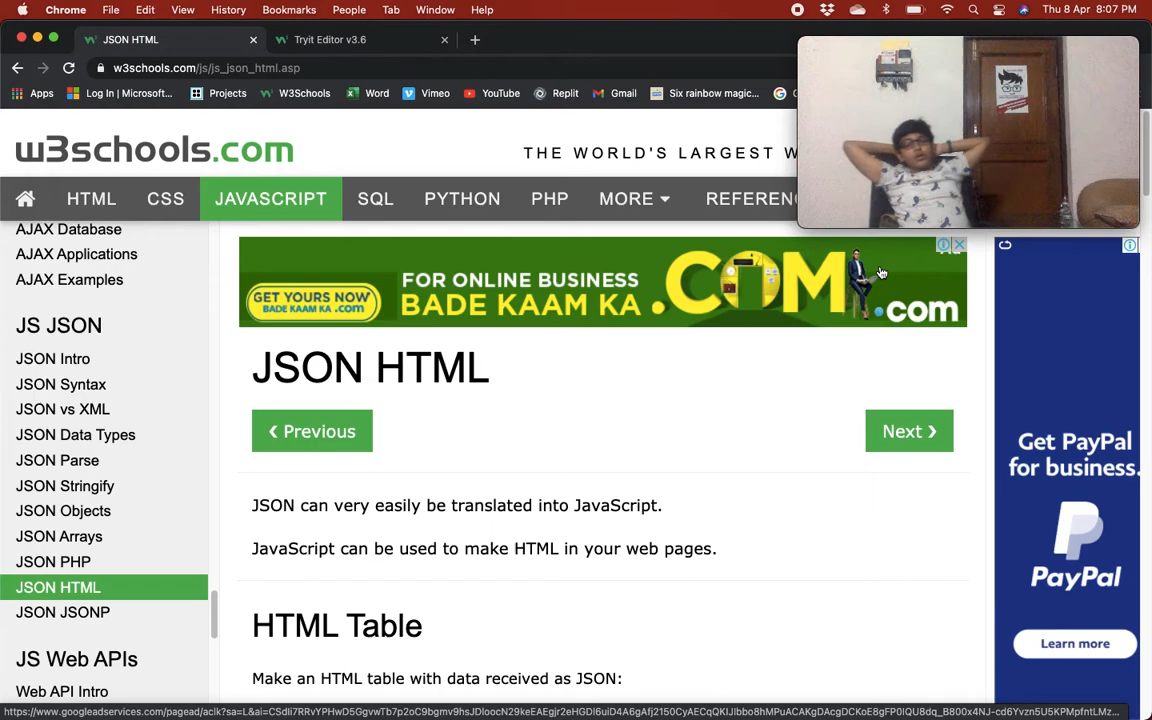 Chrome File Edit View History Bookmarks People Tab Window Help Thu 8 Apr 8:07 PM
JSON HTML Tryit Editor v3.6
w3schools.com/js/js_json_html.asp
Apps Log In | Microsoft... Projects W3Schools Word Vimeo YouTube Replit Gmail Six rainbow magic...
w3schools.com THE WORLD'S LARGEST W
HTML CSS JAVASCRIPT SQL PYTHON PHP MORE REFEREN
AJAX Database
AJAX Applications
AJAX Examples
JS JSON
JSON Intro
JSON Syntax
JSON vs XML
JSON Data Types
JSON Parse
JSON Stringify
JSON Objects
JSON Arrays
JSON PHP
JSON HTML
JSON JSONP
JS Web APIs
Web API Intro
GET YOURS NOW
BADE KAAM KA .com
FOR ONLINE BUSINESS
BADE KAAM KA .COM
.com
JSON HTML
❮ Previous Next ❯
JSON can very easily be translated into JavaScript.
JavaScript can be used to make HTML in your web pages.
HTML Table
Make an HTML table with data received as JSON:
Get PayPal
for business.
PayPal
Learn more